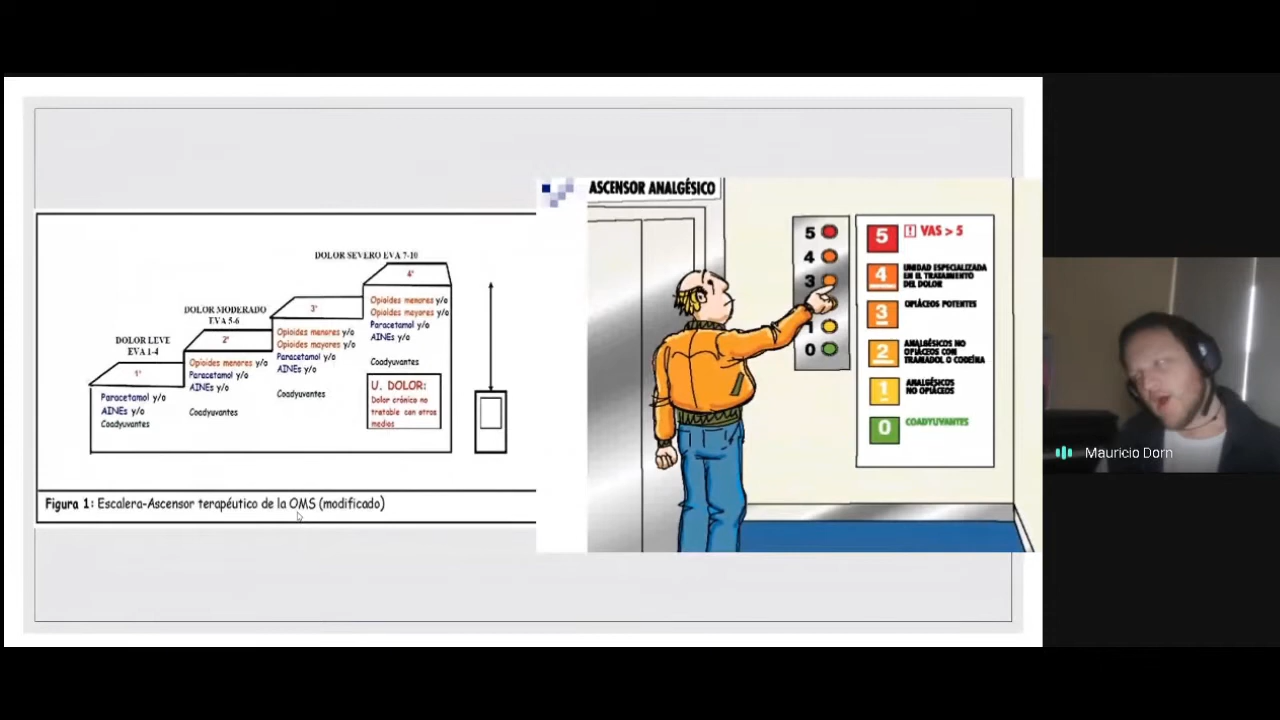 DOLOR SEVERO EVA 7-10
4º
Opioides menores y/o
Opioides mayores y/o
Paracetamol y/o
AINEs y/o
Coadyuvantes
U. DOLOR:
Dolor crónico no
tratable con otros
medios
3º
Opioides menores y/o
Opioides mayores y/o
Paracetamol y/o
AINEs y/o
Coadyuvantes
DOLOR MODERADO
EVA 5-6
2º
Opioides menores y/o
Paracetamol y/o
AINEs y/o
Coadyuvantes
DOLOR LEVE
EVA 1-4
1º
Paracetamol y/o
AINEs y/o
Coadyuvantes
Figura 1: Escalera-Ascensor terapéutico de la OMS (modificado)
ASCENSOR ANALGÉSICO
5
4
3
1
0
5 ! VAS > 5
4 UNIDAD ESPECIALIZADA
EN EL TRATAMIENTO
DEL DOLOR
3 OPIÁCEOS POTENTES
2 ANALGÉSICOS NO
OPIÁCEOS CON
TRAMADOL O CODEÍNA
1 ANALGÉSICOS
NO OPIÁCEOS
0 COADYUVANTES
Mauricio Dorn